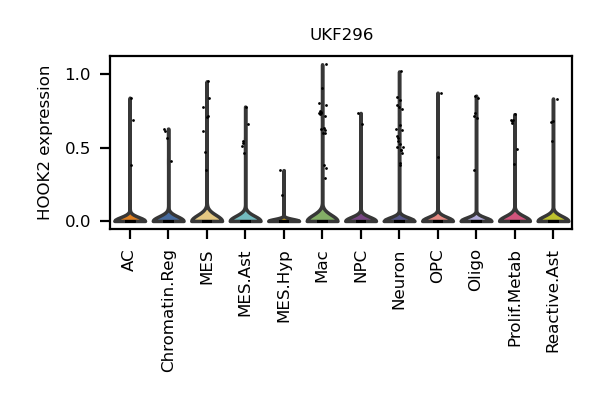 UKF296
HOOK2 expression
1.0
0.5
0.0
AC
Chromatin.Reg
MES
MES.Ast
MES.Hyp
Mac
NPC
Neuron
OPC
Oligo
Prolif.Metab
Reactive.Ast